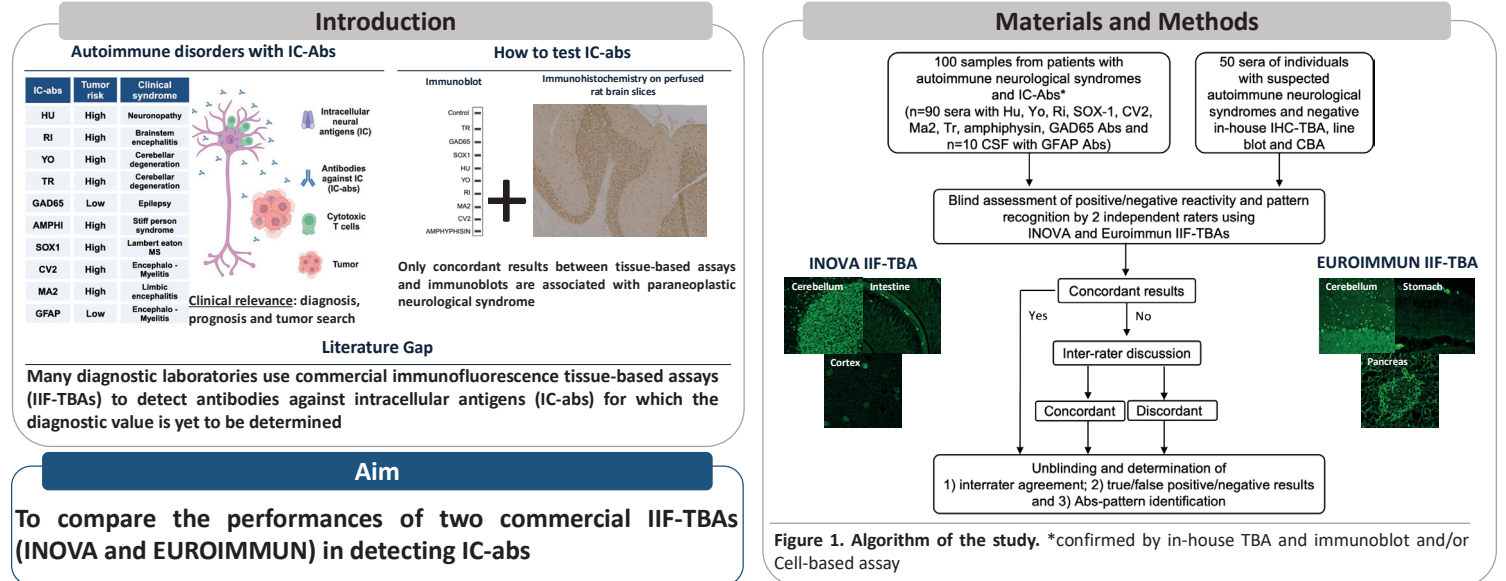 Introduction
Autoimmune disorders with IC-Abs
IC-abs Tumor risk Clinical syndrome
HU High Neuronopathy
RI High Brainstem encephalitis
YO High Cerebellar degeneration
TR High Cerebellar degeneration
GAD65 Low Epilepsy
AMPHI High Stiff person syndrome
SOX1 High Lambert eaton MS
CV2 High Encephalo - Myelitis
MA2 High Limbic encephalitis
GFAP Low Encephalo - Myelitis
Intracellular
neural
antigens (IC)
Antibodies
against IC
(IC-abs)
Cytotoxic
T cells
Tumor
Clinical relevance: diagnosis,
prognosis and tumor search
How to test IC-abs
Immunoblot
Control
TR
GAD65
SOX1
HU
YO
RI
MA2
CV2
AMPHYPHISIN
+
Immunohistochemistry on perfused
rat brain slices
Only concordant results between tissue-based assays
and immunoblots are associated with paraneoplastic
neurological syndrome
Literature Gap
Many diagnostic laboratories use commercial immunofluorescence tissue-based assays
(IIF-TBAs) to detect antibodies against intracellular antigens (IC-abs) for which the
diagnostic value is yet to be determined
Aim
To compare the performances of two commercial IIF-TBAs
(INOVA and EUROIMMUN) in detecting IC-abs
Materials and Methods
100 samples from patients with
autoimmune neurological syndromes
and IC-Abs*
(n=90 sera with Hu, Yo, Ri, SOX-1, CV2,
Ma2, Tr, amphiphysin, GAD65 Abs and
n=10 CSF with GFAP Abs)
50 sera of individuals
with suspected
autoimmune neurological
syndromes and negative
in-house IHC-TBA, line
blot and CBA
Blind assessment of positive/negative reactivity and pattern
recognition by 2 independent raters using
INOVA and Euroimmun IIF-TBAs
INOVA IIF-TBA
Cerebellum
Intestine
Cortex
EUROIMMUN IIF-TBA
Cerebellum
Stomach
Pancreas
Concordant results
Yes
No
Inter-rater discussion
Concordant
Discordant
Unblinding and determination of
1) interrater agreement; 2) true/false positive/negative results
and 3) Abs-pattern identification
Figure 1. Algorithm of the study. *confirmed by in-house TBA and immunoblot and/or
Cell-based assay